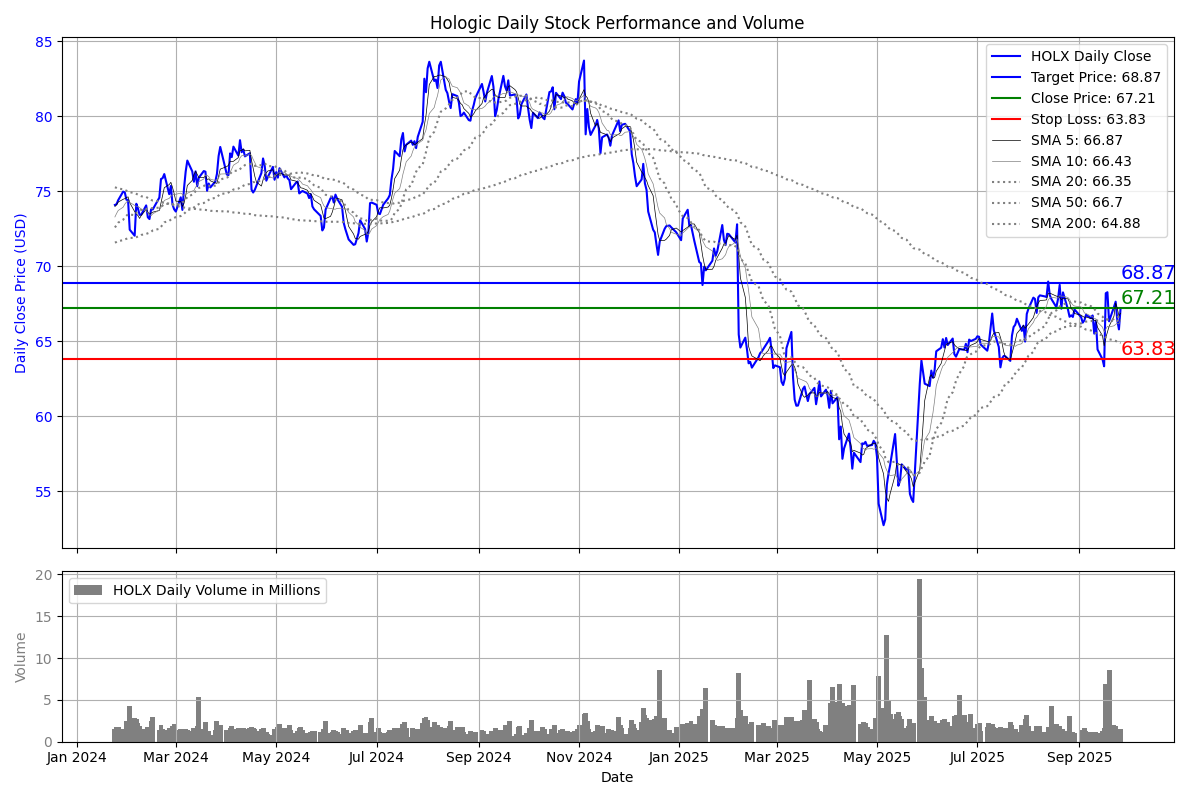 Hologic Daily Stock Performance and Volume
85
80
75
70
65
60
55
Daily Close Price (USD)
HOLX Daily Close
Target Price: 68.87
Close Price: 67.21
Stop Loss: 63.83
SMA 5: 66.87
SMA 10: 66.43
SMA 20: 66.35
SMA 50: 66.7
SMA 200: 64.88
68.87
67.21
63.83
20
15
10
5
0
Volume
HOLX Daily Volume in Millions
Jan 2024 Mar 2024 May 2024 Jul 2024 Sep 2024 Nov 2024 Jan 2025 Mar 2025 May 2025 Jul 2025 Sep 2025
Date